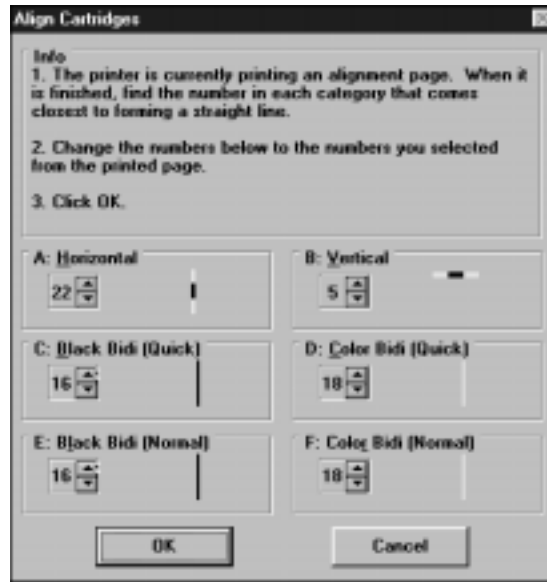 Align Cartridges
Info
1. The printer is currently printing an alignment page. When it
is finished, find the number in each category that comes
closest to forming a straight line.
2. Change the numbers below to the numbers you selected
from the printed page.
3. Click OK.
A: Horizontal
B: Vertical
22
5
C: Black Bidi (Quick)
D: Color Bidi (Quick)
16
18
E: Black Bidi (Normal)
F: Color Bidi (Normal)
16
18
OK
Cancel